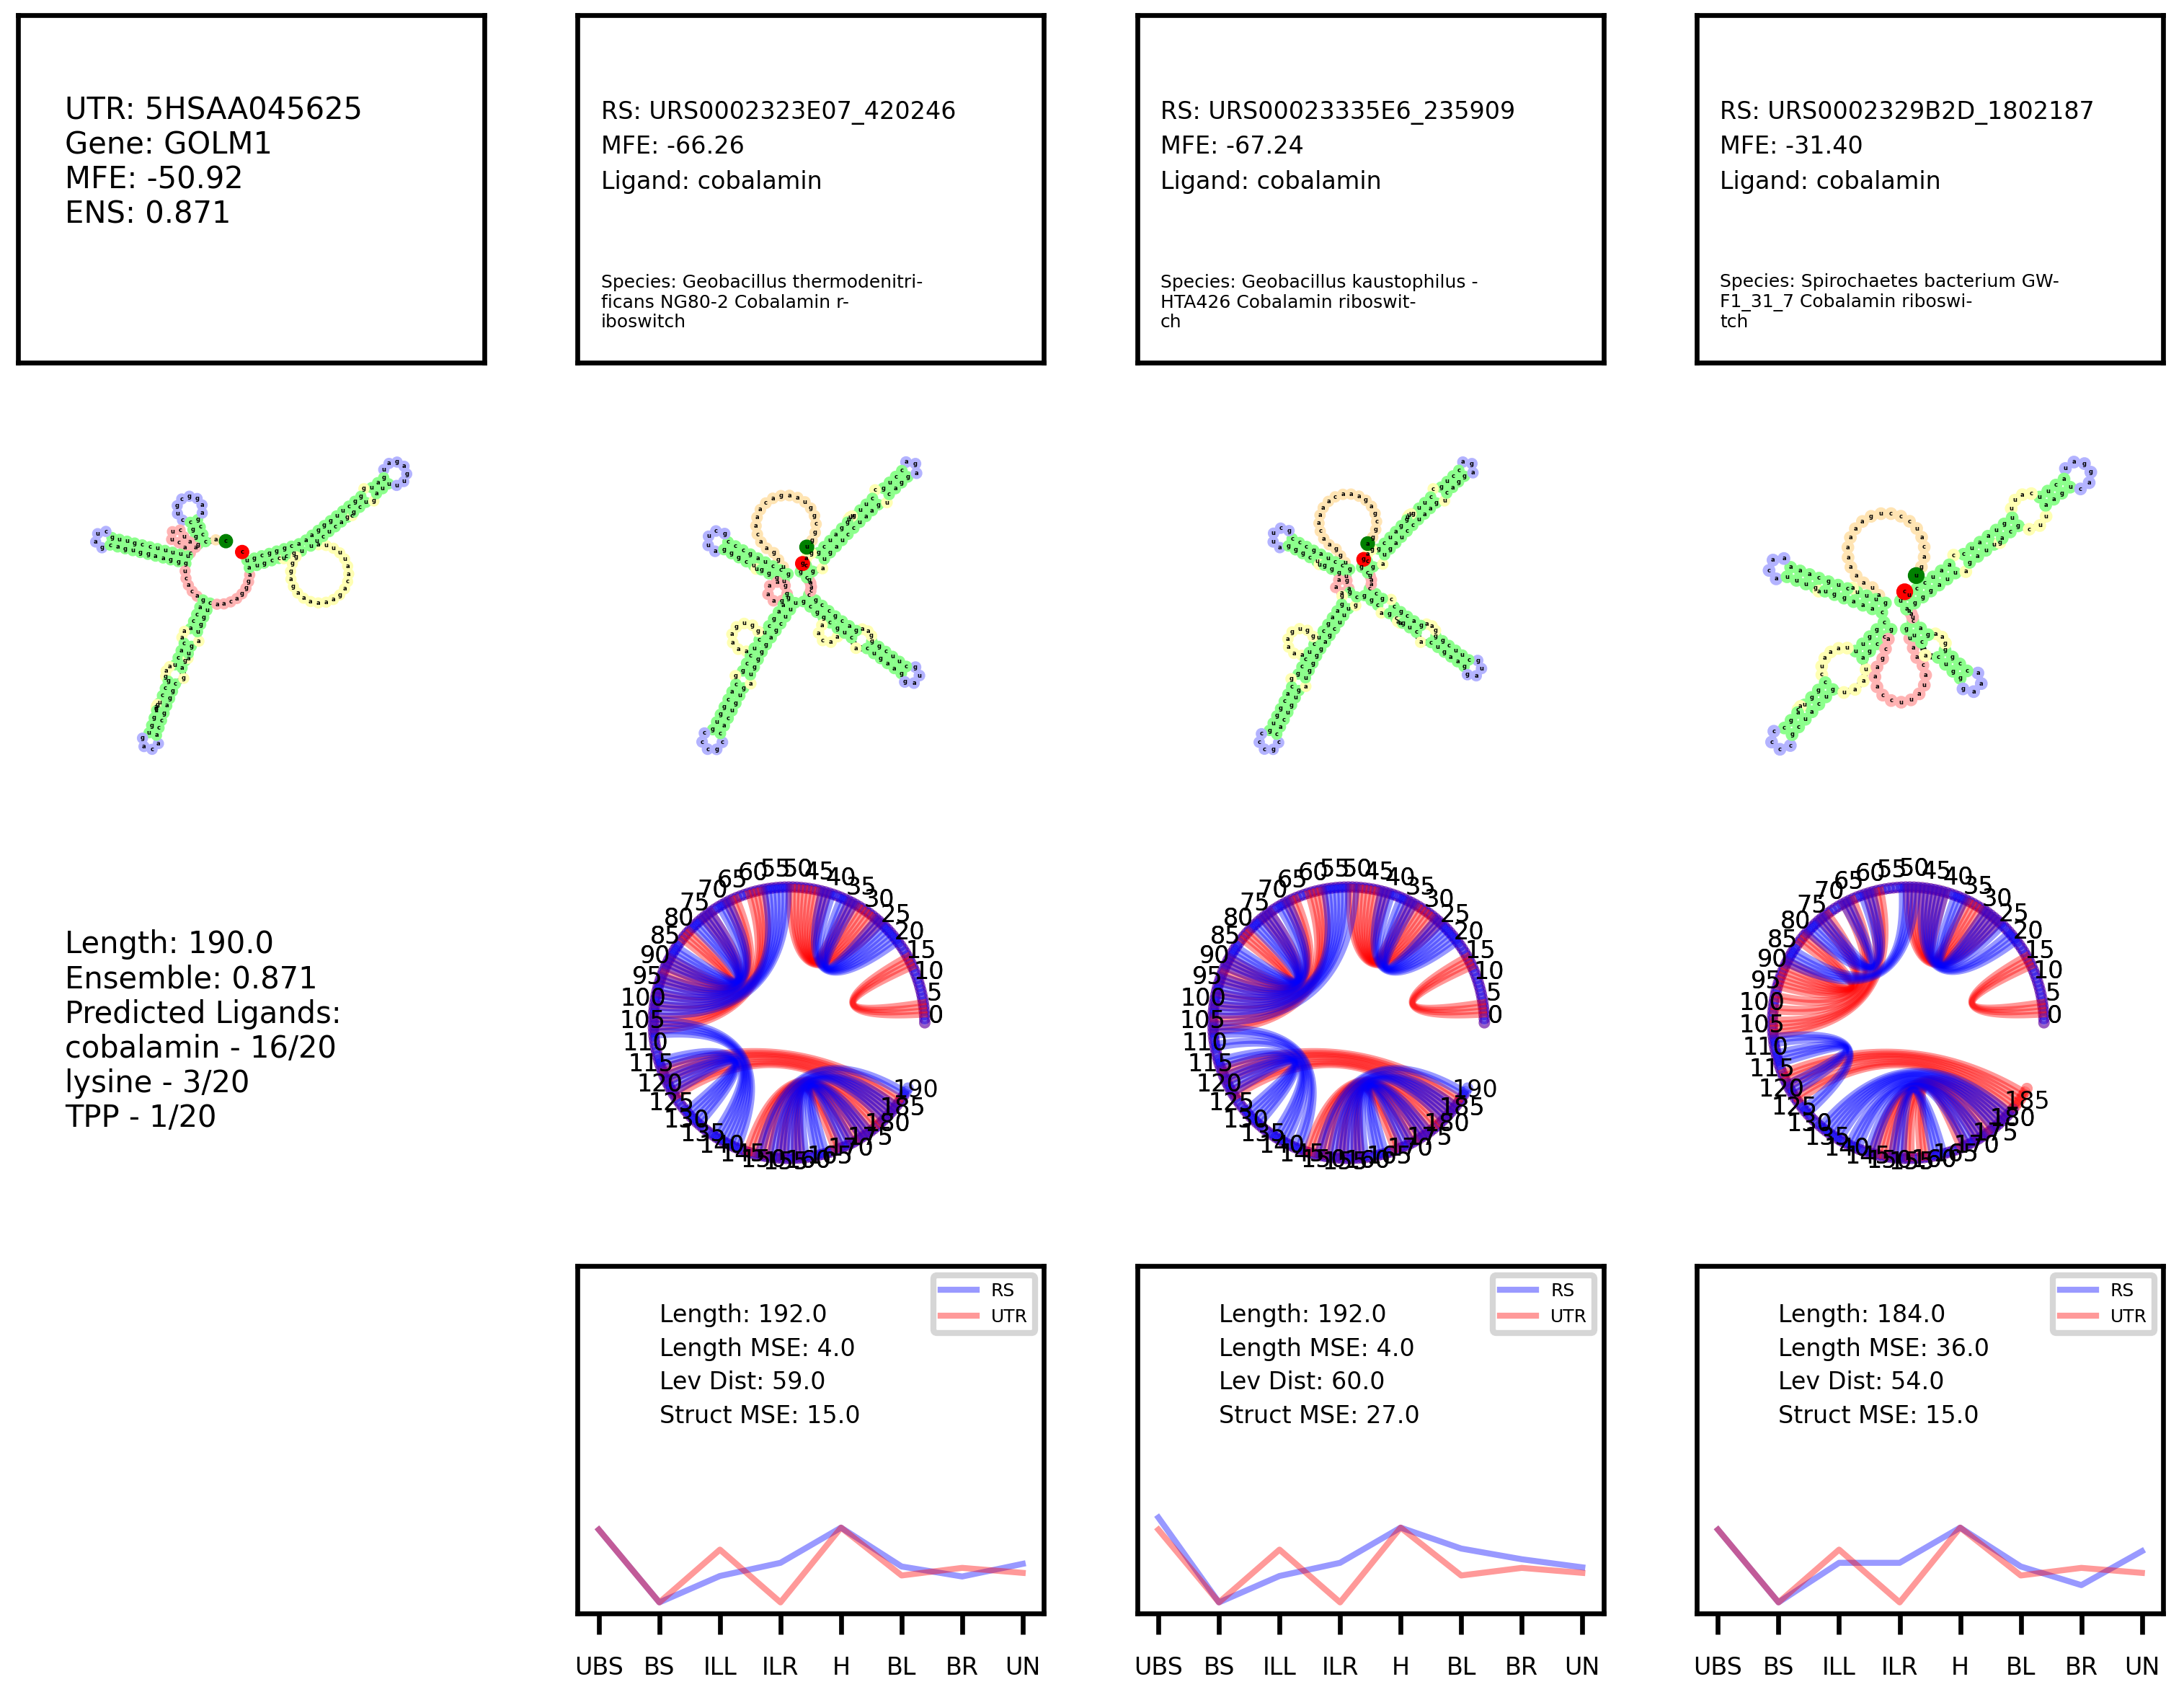 UTR: 5HSAA045625
Gene: GOLM1
MFE: -50.92
ENS: 0.871
RS: URS0002323E07_420246
MFE: -66.26
Ligand: cobalamin
Species: Geobacillus thermodenitri-
ficans NG80-2 Cobalamin r-
iboswitch
RS: URS00023335E6_235909
MFE: -67.24
Ligand: cobalamin
Species: Geobacillus kaustophilus -
HTA426 Cobalamin riboswit-
ch
RS: URS0002329B2D_1802187
MFE: -31.40
Ligand: cobalamin
Species: Spirochaetes bacterium GW-
F1_31_7 Cobalamin riboswi-
tch
Length: 190.0
Ensemble: 0.871
Predicted Ligands:
cobalamin - 16/20
lysine - 3/20
TPP - 1/20
0 5 10 15 20 25 30 35 40 45 50 55 60 65 70 75 80 85 90 95 100 105 110 115 120 125 130 135 140 145 150 155 160 165 170 175 180 185 190
0 5 10 15 20 25 30 35 40 45 50 55 60 65 70 75 80 85 90 95 100 105 110 115 120 125 130 135 140 145 150 155 160 165 170 175 180 185 190
0 5 10 15 20 25 30 35 40 45 50 55 60 65 70 75 80 85 90 95 100 105 110 115 120 125 130 135 140 145 150 155 160 165 170 175 180 185
RS
UTR
Length: 192.0
Length MSE: 4.0
Lev Dist: 59.0
Struct MSE: 15.0
UBS BS ILL ILR H BL BR UN
RS
UTR
Length: 192.0
Length MSE: 4.0
Lev Dist: 60.0
Struct MSE: 27.0
UBS BS ILL ILR H BL BR UN
RS
UTR
Length: 184.0
Length MSE: 36.0
Lev Dist: 54.0
Struct MSE: 15.0
UBS BS ILL ILR H BL BR UN